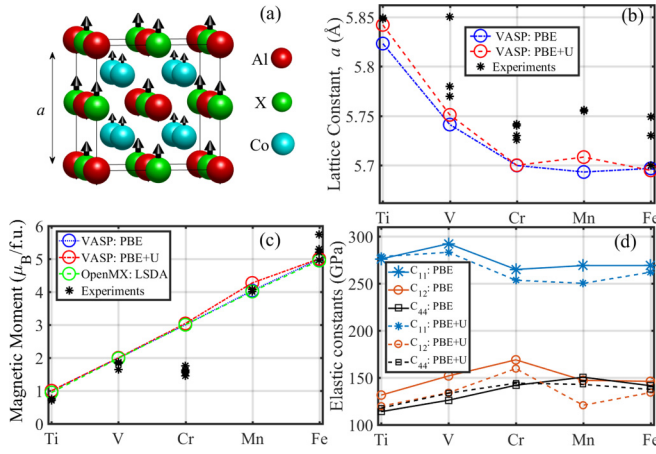 (a)
a
Al
X
Co
(b)
Lattice Constant, a (Å)
5.85
5.8
5.75
5.7
VASP: PBE
VASP: PBE+U
Experiments
Ti V Cr Mn Fe
(c)
Magnetic Moment (μB/f.u.)
6
5
4
3
2
1
0
VASP: PBE
VASP: PBE+U
OpenMX: LSDA
Experiments
Ti V Cr Mn Fe
(d)
Elastic constants (GPa)
300
250
200
150
100
C11: PBE
C12: PBE
C44: PBE
C11: PBE+U
C12: PBE+U
C44: PBE+U
Ti V Cr Mn Fe